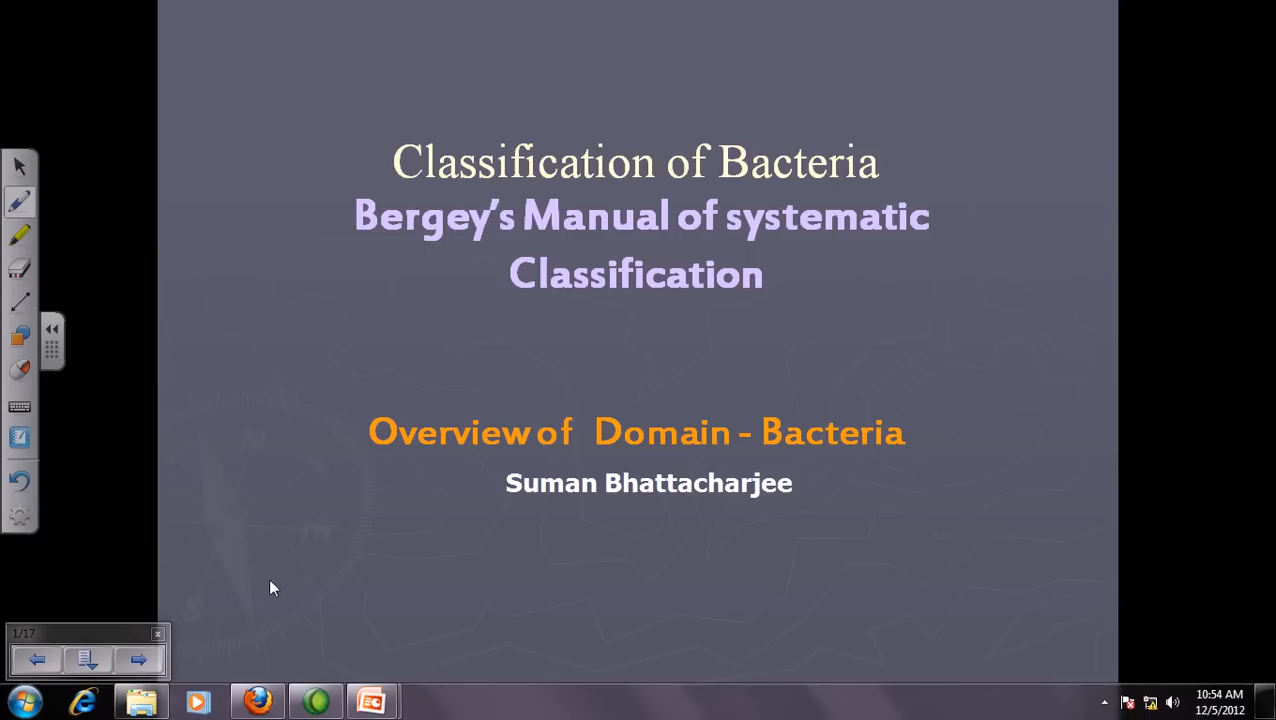 Classification of Bacteria
Bergey's Manual of systematic
Classification
Overview of Domain - Bacteria
Suman Bhattacharjee
1/17
10:54 AM
12/5/2012